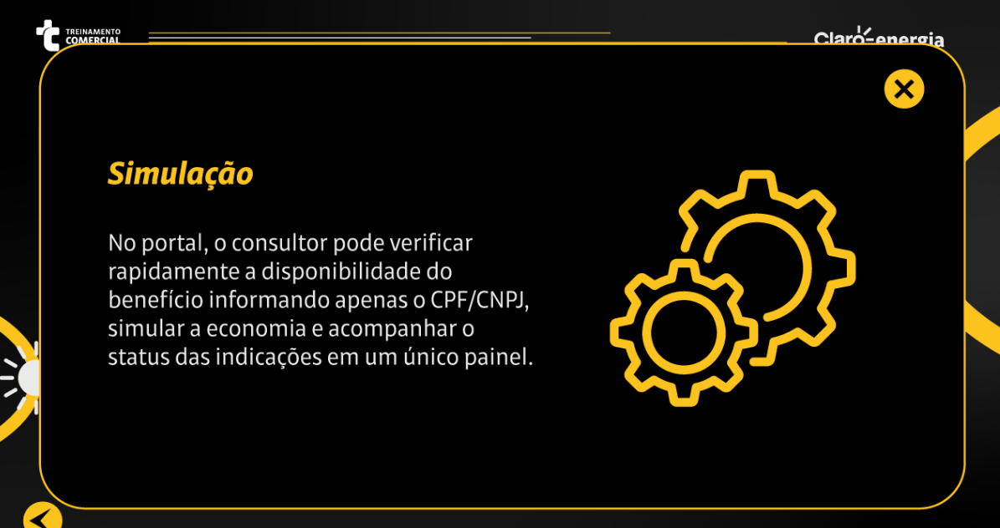 TREINAMENTO
COMERCIAL
Claro energia
Simulação
No portal, o consultor pode verificar
rapidamente a disponibilidade do
benefício informando apenas o CPF/CNPJ,
simular a economia e acompanhar o
status das indicações em um único painel.